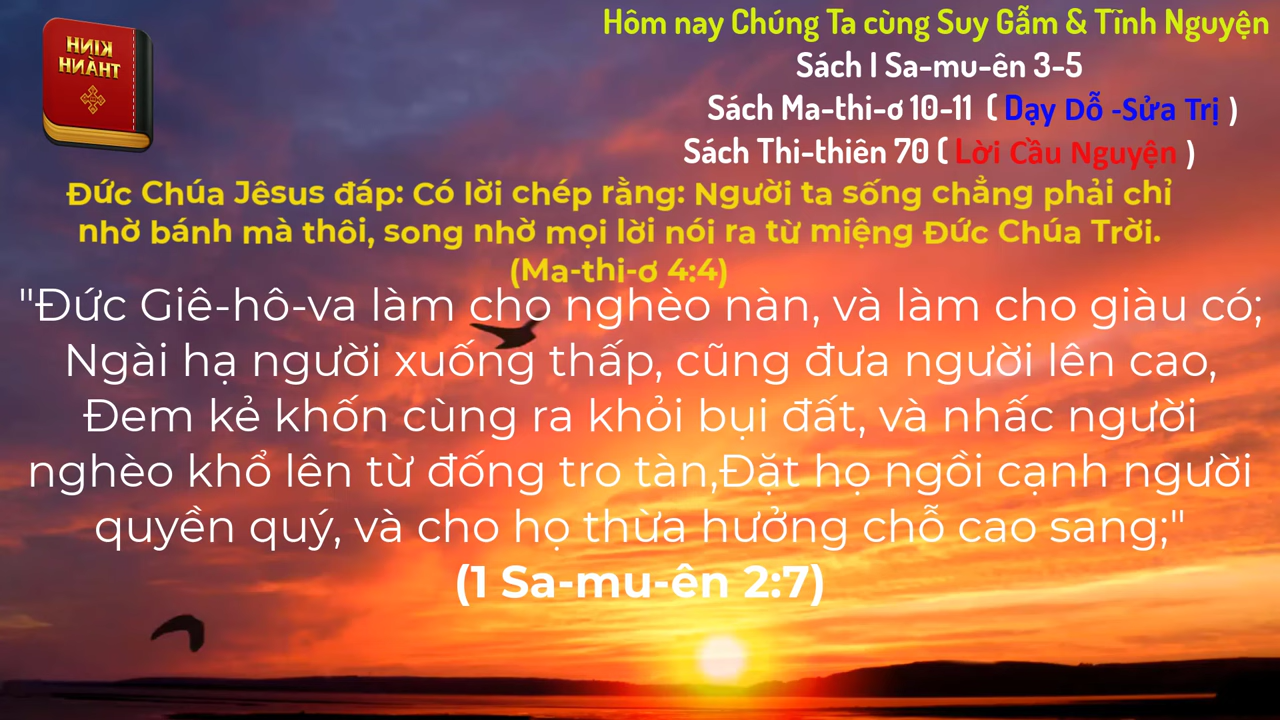 KINH
THÀNH
Hôm nay Chúng Ta cùng Suy Gẫm & Tĩnh Nguyện
Sách I Sa-mu-ên 3-5
Sách Ma-thi-ơ 10-11 ( Dạy Dỗ -Sửa Trị )
Sách Thi-thiên 70 ( Lời Cầu Nguyện )
Đức Chúa Jêsus đáp: Có lời chép rằng: Người ta sống chẳng phải chỉ
nhờ bánh mà thôi, song nhờ mọi lời nói ra từ miệng Đức Chúa Trời.
(Ma-thi-ơ 4:4)
"Đức Giê-hô-va làm cho nghèo nàn, và làm cho giàu có;
Ngài hạ người xuống thấp, cũng đưa người lên cao,
Đem kẻ khốn cùng ra khỏi bụi đất, và nhấc người
nghèo khổ lên từ đống tro tàn,Đặt họ ngồi cạnh người
quyền quý, và cho họ thừa hưởng chỗ cao sang;"
(1 Sa-mu-ên 2:7)